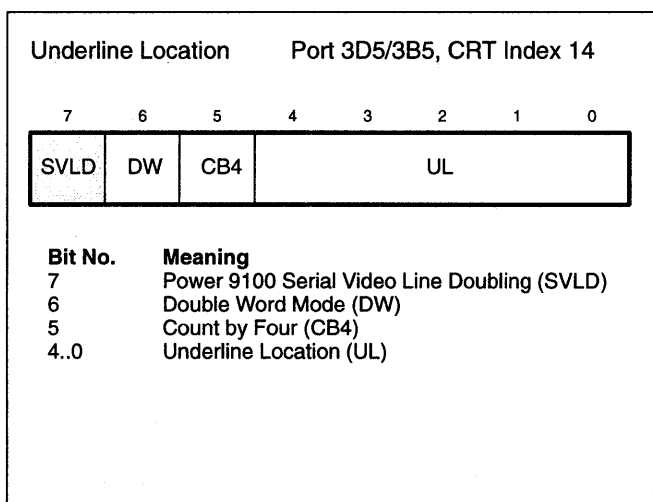 Underline Location Port 3D5/3B5, CRT Index 14
7 6 5 4 3 2 1 0
SVLD DW CB4 UL
Bit No. Meaning
7 Power 9100 Serial Video Line Doubling (SVLD)
6 Double Word Mode (DW)
5 Count by Four (CB4)
4..0 Underline Location (UL)